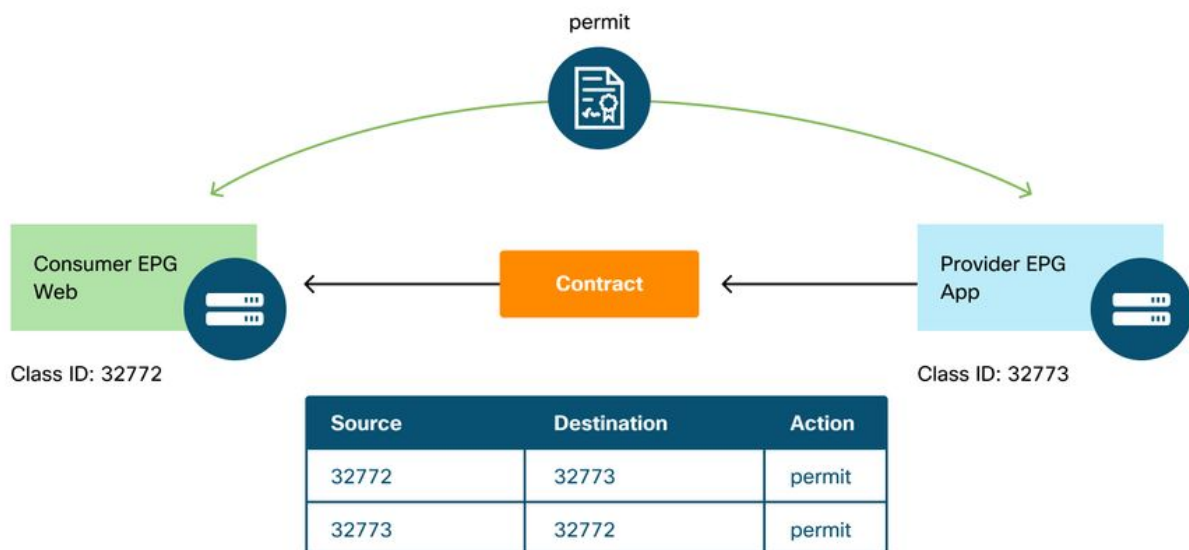 permit
Consumer EPG
Web
Contract
Provider EPG
App
Class ID: 32772
Class ID: 32773
Source Destination Action
32772 32773 permit
32773 32772 permit